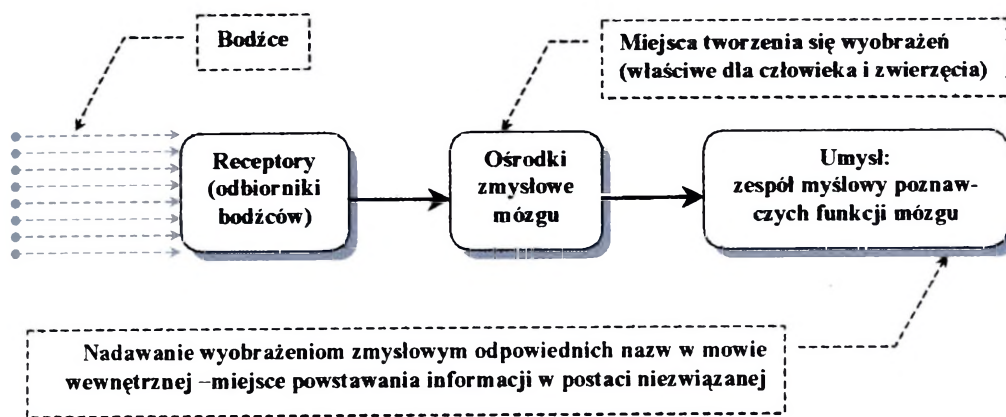 Bodźce
Miejsca tworzenia się wyobrażeń
(właściwe dla człowieka i zwierzęcia)
Receptory
(odbiorniki
bodźców)
Ośrodki
zmysłowe
mózgu
Umysł:
zespół myślowy poznaw-
czych funkcji mózgu
Nadawanie wyobrażeniom zmysłowym odpowiednich nazw w mowie
wewnętrznej –miejsce powstawania informacji w postaci niezwiązanej